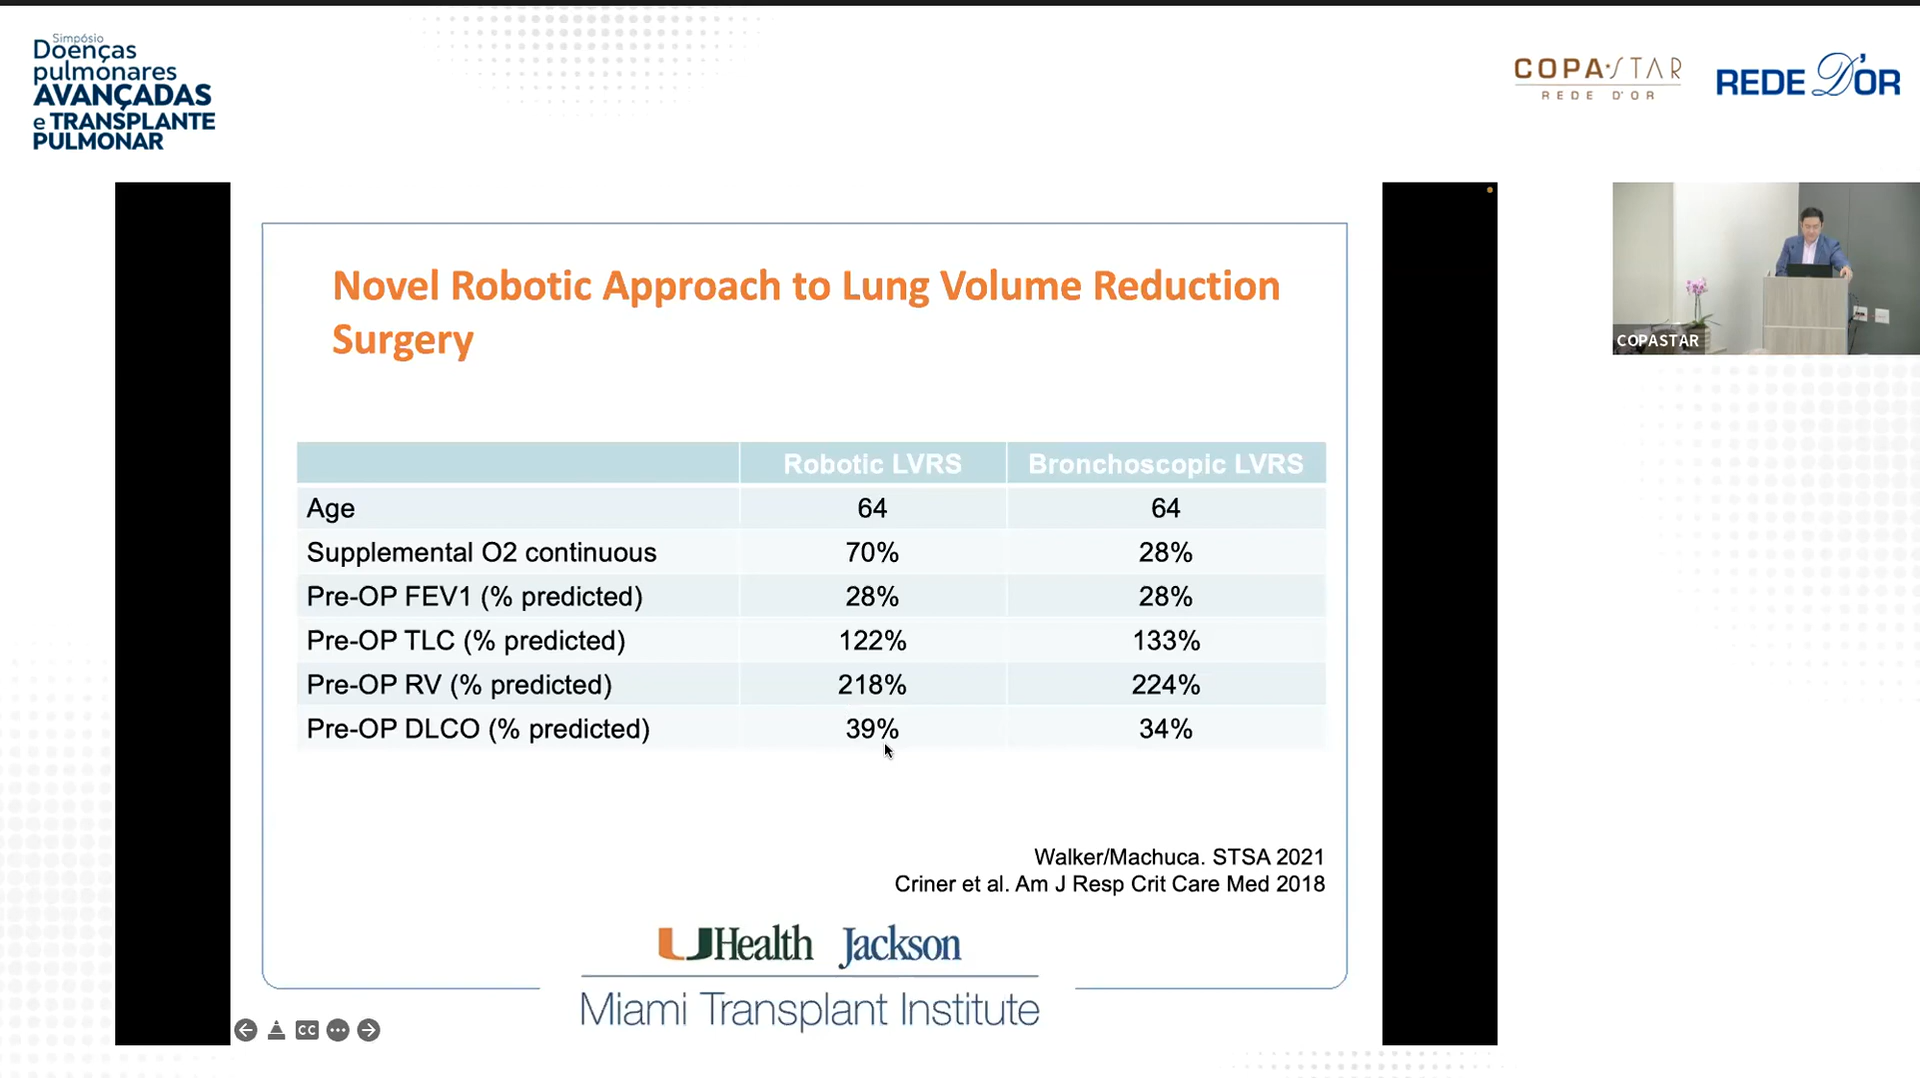 Simpósio
Doenças
pulmonares
AVANÇADAS
e TRANSPLANTE
PULMONAR
COPA STAR
REDE D'OR
REDE D'OR
Novel Robotic Approach to Lung Volume Reduction
Surgery
Robotic LVRS Bronchoscopic LVRS
Age 64 64
Supplemental O2 continuous 70% 28%
Pre-OP FEV1 (% predicted) 28% 28%
Pre-OP TLC (% predicted) 122% 133%
Pre-OP RV (% predicted) 218% 224%
Pre-OP DLCO (% predicted) 39% 34%
Walker/Machuca. STSA 2021
Criner et al. Am J Resp Crit Care Med 2018
UHealth Jackson
Miami Transplant Institute
COPASTAR
CC